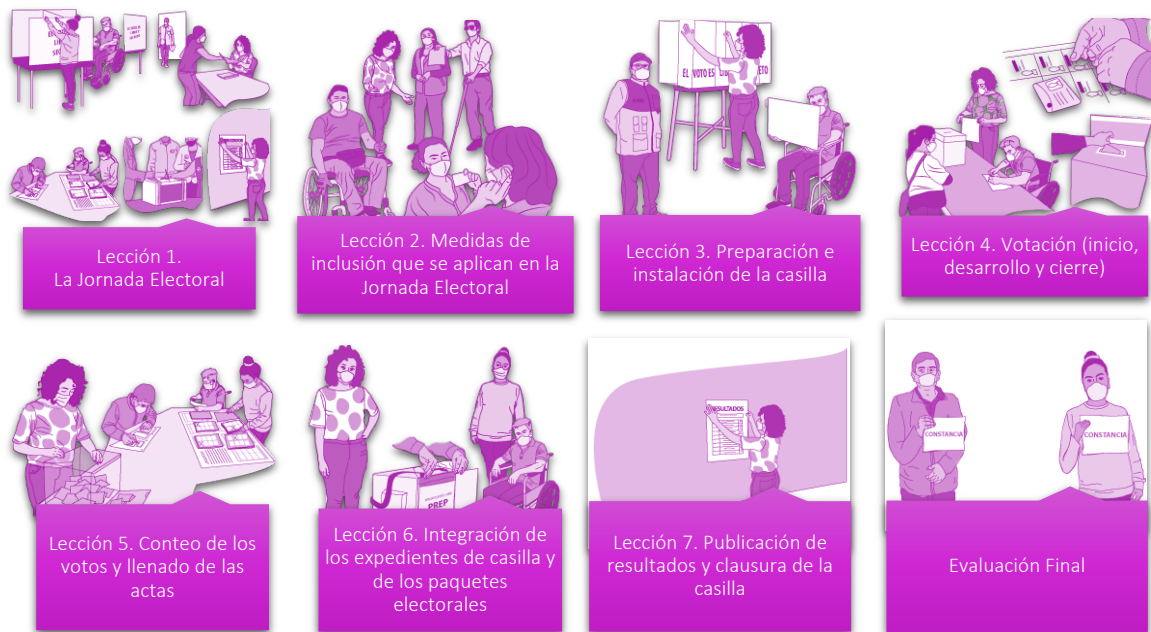 EL VOTO ES LIB
ETO
Lección 1.
La Jornada Electoral
Lección 2. Medidas de
inclusión que se aplican en la
Jornada Electoral
Lección 3. Preparación e
instalación de la casilla
Lección 4. Votación (inicio,
desarrollo y cierre)
RESULTADOS
CONSTANCIA
CONSTANCIA
PREP
Lección 5. Conteo de los
votos y llenado de las
actas
Lección 6. Integración de
los expedientes de casilla y
de los paquetes
electorales
Lección 7. Publicación de
resultados y clausura de la
casilla
Evaluación Final